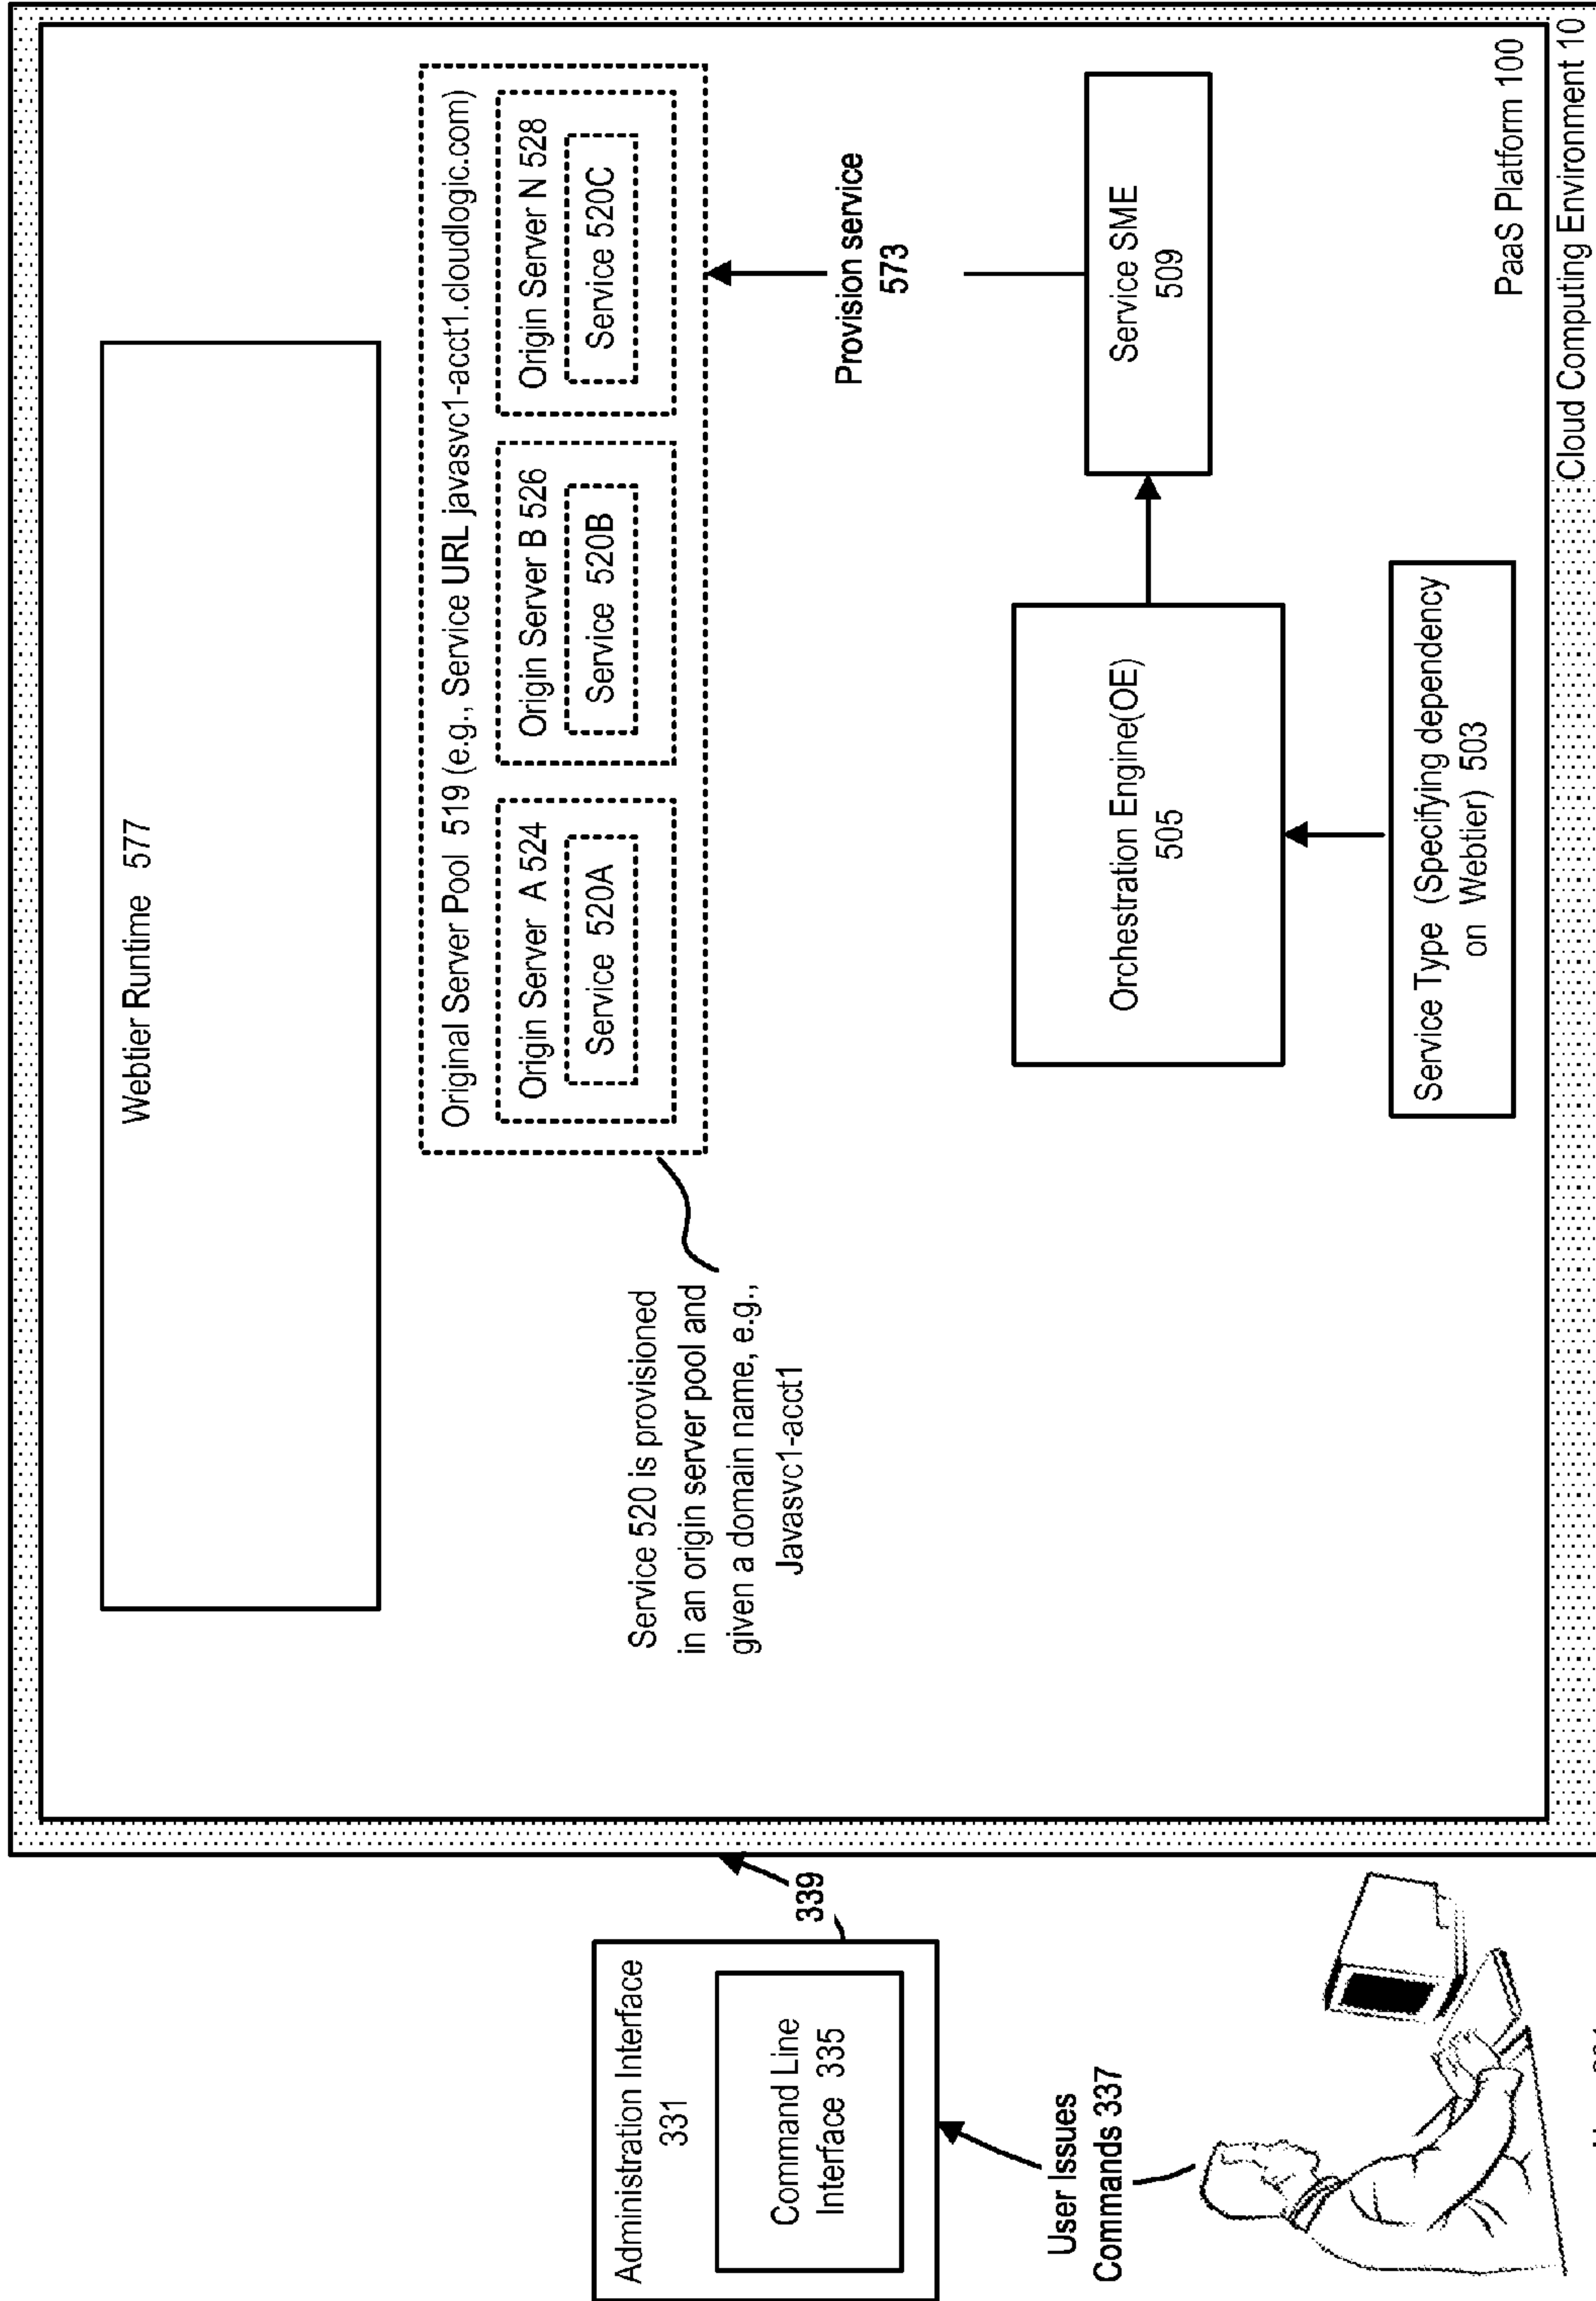 Webtier Runtime 577
Original Server Pool 519 (e.g., Service URL javasvc1-acct1.cloudlogic.com)
Origin Server A 524
Service 520A
Origin Server B 526
Service 520B
Origin Server N 528
Service 520C
Service 520 is provisioned
in an origin server pool and
given a domain name, e.g.,
Javasvc1-acct1
Provision service
573
Administration Interface
331
Command Line
Interface 335
339
User Issues
Commands 337
Orchestration Engine(OE)
505
Service SME
509
Service Type (Specifying dependency
on Webtier) 503
PaaS Platform 100
Cloud Computing Environment 10